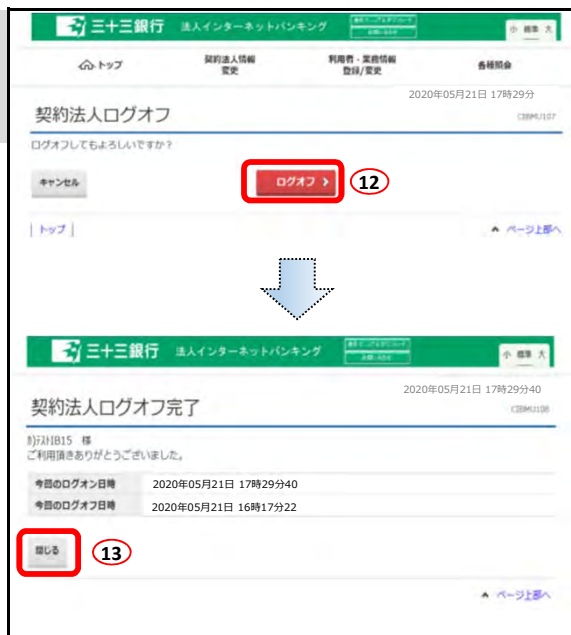 三十三銀行 法人インターネットバンキング
小 標準 大
トップ
契約法人情報
変更
利用者・業務情報
登録/変更
各種照会
2020年05月21日 17時29分
契約法人ログオフ
CIBMU107
ログオフしてもよろしいですか?
キャンセル
ログオフ
12
トップ
ページ上部へ
三十三銀行 法人インターネットバンキング
小 標準 大
2020年05月21日 17時29分40
契約法人ログオフ完了
CIBMU108
カ)テストIB15 様
ご利用頂きありがとうございました。
今回のログオン日時 2020年05月21日 17時29分40
今回のログオフ日時 2020年05月21日 16時17分22
閉じる
13
ページ上部へ